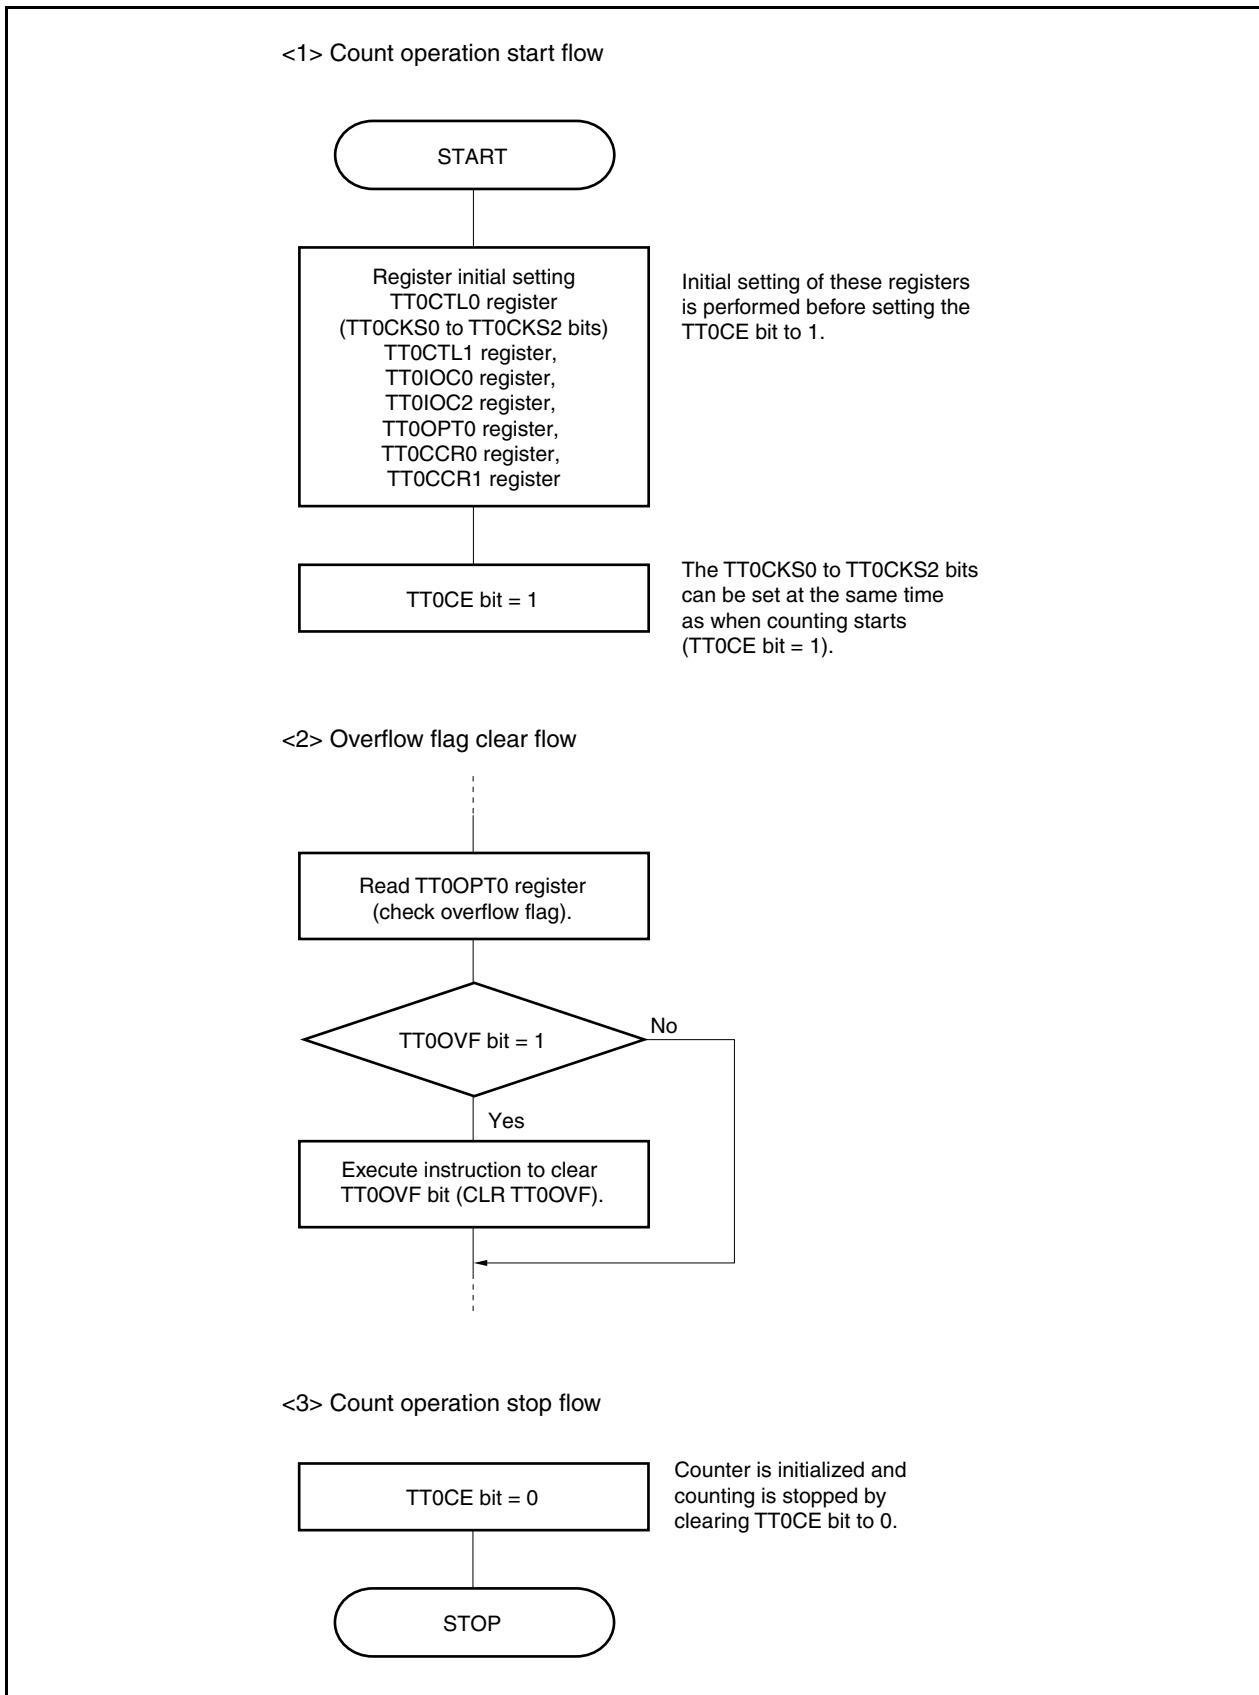 <1> Count operation start flow
START
Register initial setting
TT0CTL0 register
(TT0CKS0 to TT0CKS2 bits)
TT0CTL1 register,
TT0IOC0 register,
TT0IOC2 register,
TT0OPT0 register,
TT0CCR0 register,
TT0CCR1 register
Initial setting of these registers
is performed before setting the
TT0CE bit to 1.
TT0CE bit = 1
The TT0CKS0 to TT0CKS2 bits
can be set at the same time
as when counting starts
(TT0CE bit = 1).
<2> Overflow flag clear flow
Read TT0OPT0 register
(check overflow flag).
TT0OVF bit = 1
No
Yes
Execute instruction to clear
TT0OVF bit (CLR TT0OVF).
<3> Count operation stop flow
TT0CE bit = 0
Counter is initialized and
counting is stopped by
clearing TT0CE bit to 0.
STOP